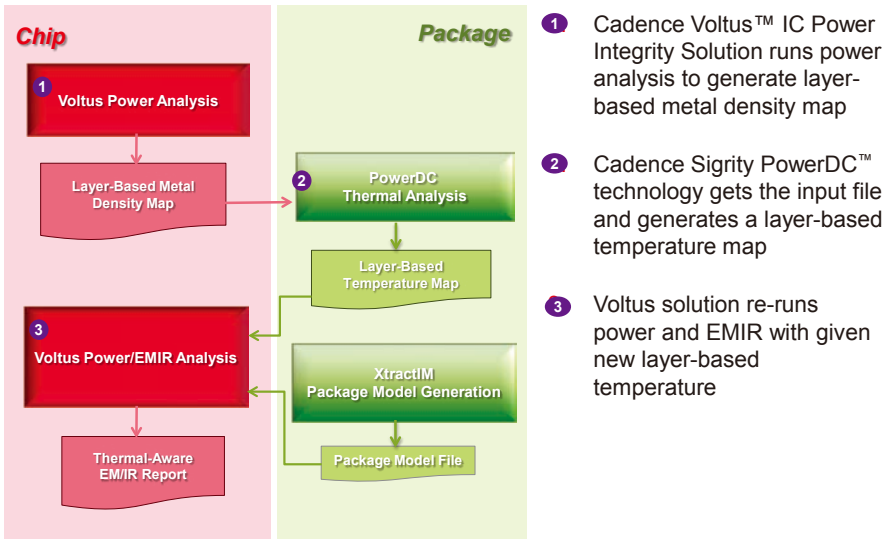 Chip
Package
1
Voltus Power Analysis
Layer-Based Metal
Density Map
2
PowerDC
Thermal Analysis
Layer-Based
Temperature Map
3
Voltus Power/EMIR Analysis
XtractIM
Package Model Generation
Thermal-Aware
EM/IR Report
Package Model File
1
Cadence Voltus™ IC Power
Integrity Solution runs power
analysis to generate layer-
based metal density map
2
Cadence Sigrity PowerDC™
technology gets the input file
and generates a layer-based
temperature map
3
Voltus solution re-runs
power and EMIR with given
new layer-based
temperature